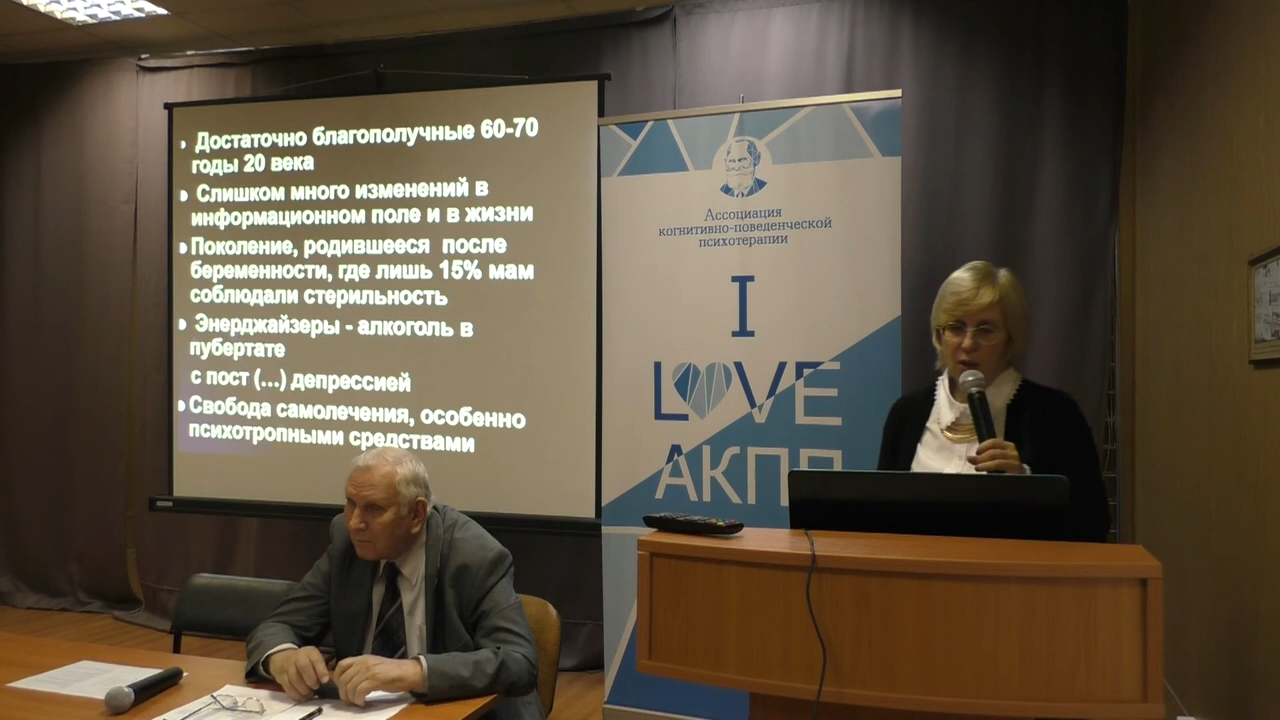 Достаточно благополучные 60-70
годы 20 века
Слишком много изменений в
информационном поле и в жизни
Поколение, родившееся после
беременности, где лишь 15% мам
соблюдали стерильность
Энерджайзеры - алкоголь в
пубертате
с пост (...) депрессией
Свобода самолечения, особенно
психотропными средствами
Ассоциация
когнитивно-поведенческой
психотерапии
I
LOVE
АКПП